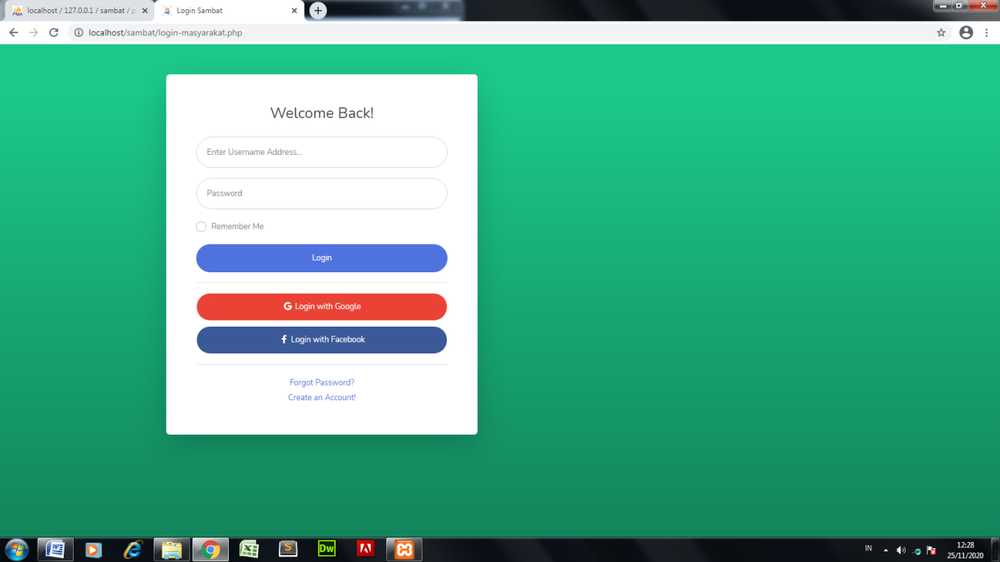 PMA localhost / 127.0.0.1 / sambat / p
Login Sambat
localhost/sambat/login-masyarakat.php
Welcome Back!
Enter Username Address...
Password
Remember Me
Login
G Login with Google
f Login with Facebook
Forgot Password?
Create an Account!
W
S
Dw
IN
12:28
25/11/2020